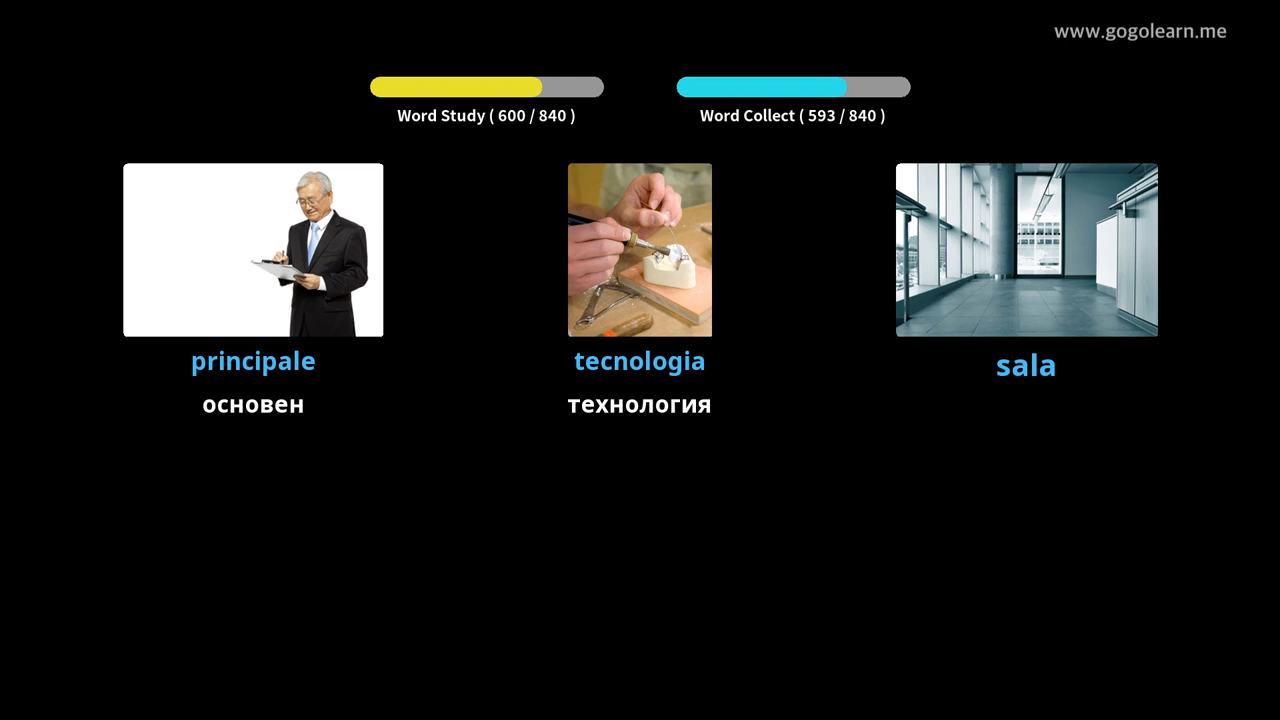 www.gogolearn.me
Word Study ( 600 / 840 )
Word Collect ( 593 / 840 )
principale
основен
tecnologia
технология
sala